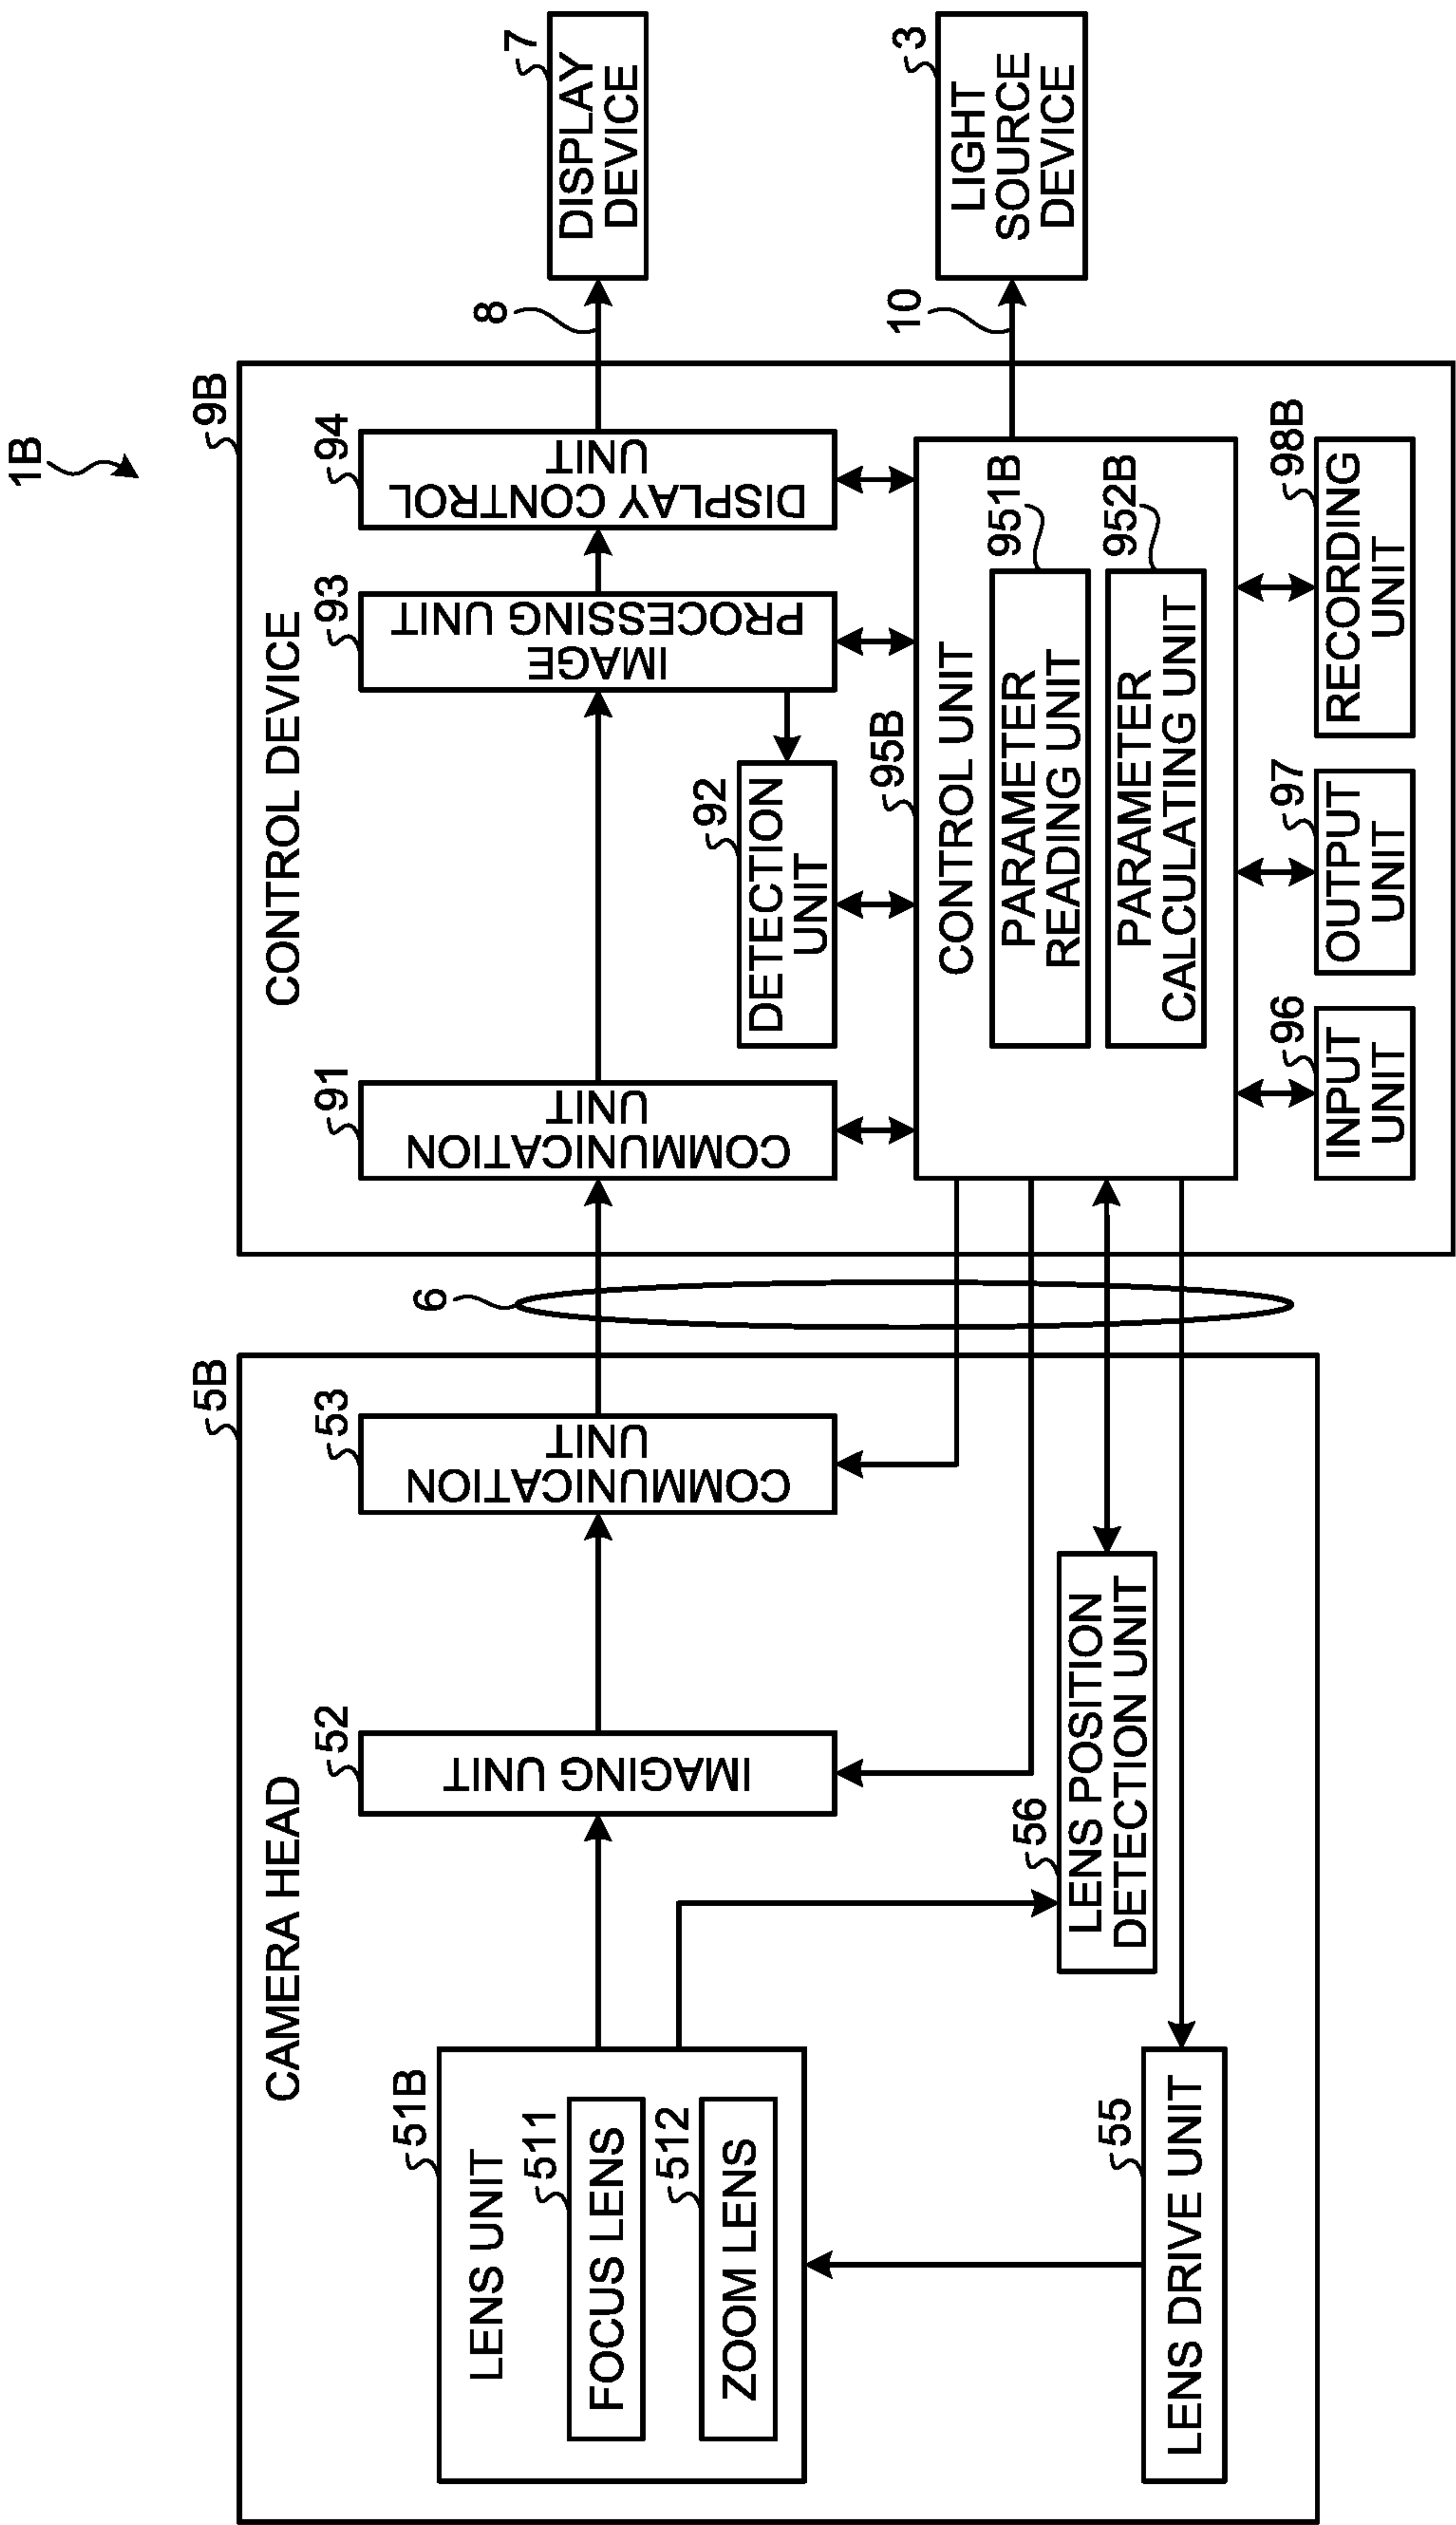 1B
5B
CAMERA HEAD
51B
LENS UNIT
511
FOCUS LENS
512
ZOOM LENS
52
IMAGING UNIT
53
COMMUNICATION
UNIT
56
LENS POSITION
DETECTION UNIT
55
LENS DRIVE UNIT
6
9B
CONTROL DEVICE
91
COMMUNICATION
UNIT
92
DETECTION
UNIT
93
IMAGE
PROCESSING UNIT
94
DISPLAY CONTROL
UNIT
95B
CONTROL UNIT
951B
PARAMETER
READING UNIT
952B
PARAMETER
CALCULATING UNIT
96
INPUT
UNIT
97
OUTPUT
UNIT
98B
RECORDING
UNIT
8
7
DISPLAY
DEVICE
10
3
LIGHT
SOURCE
DEVICE